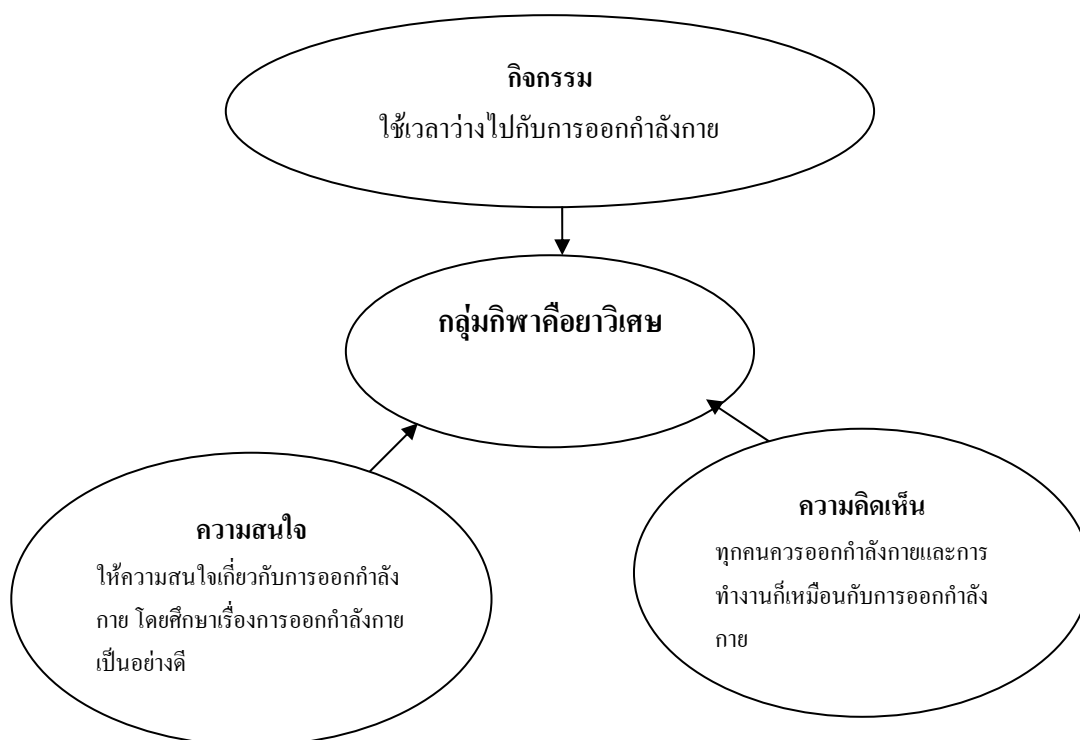 กิจกรรม
ใช้เวลาว่างไปกับการออกกำลังกาย
กลุ่มกีฬาคือยาวิเศษ
ความสนใจ
ให้ความสนใจเกี่ยวกับการออกกำลัง
กาย โดยศึกษาเรื่องการออกกำลังกาย
เป็นอย่างดี
ความคิดเห็น
ทุกคนควรออกกำลังกายและการ
ทำงานก็เหมือนกับการออกกำลัง
กาย